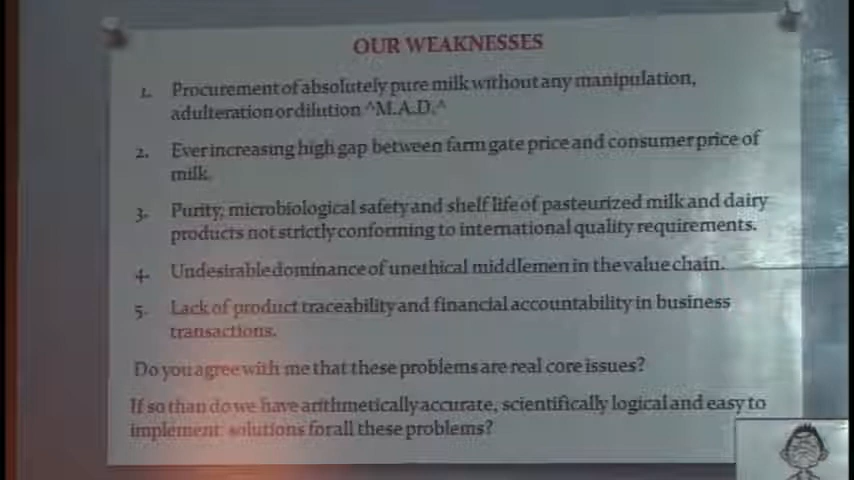 OUR WEAKNESSES
1. Procurement of absolutely pure milk without any manipulation,
adulteration or dilution ^M.A.D.^
2. Ever increasing high gap between farm gate price and consumer price of
milk.
3. Purity, microbiological safety and shelf life of pasteurized milk and dairy
products not strictly conforming to international quality requirements.
4. Undesirable dominance of unethical middlemen in the value chain.
5. Lack of product traceability and financial accountability in business
transactions.
Do you agree with me that these problems are real core issues?
If so than do we have arithmetically accurate, scientifically logical and easy to
implement solutions for all these problems?